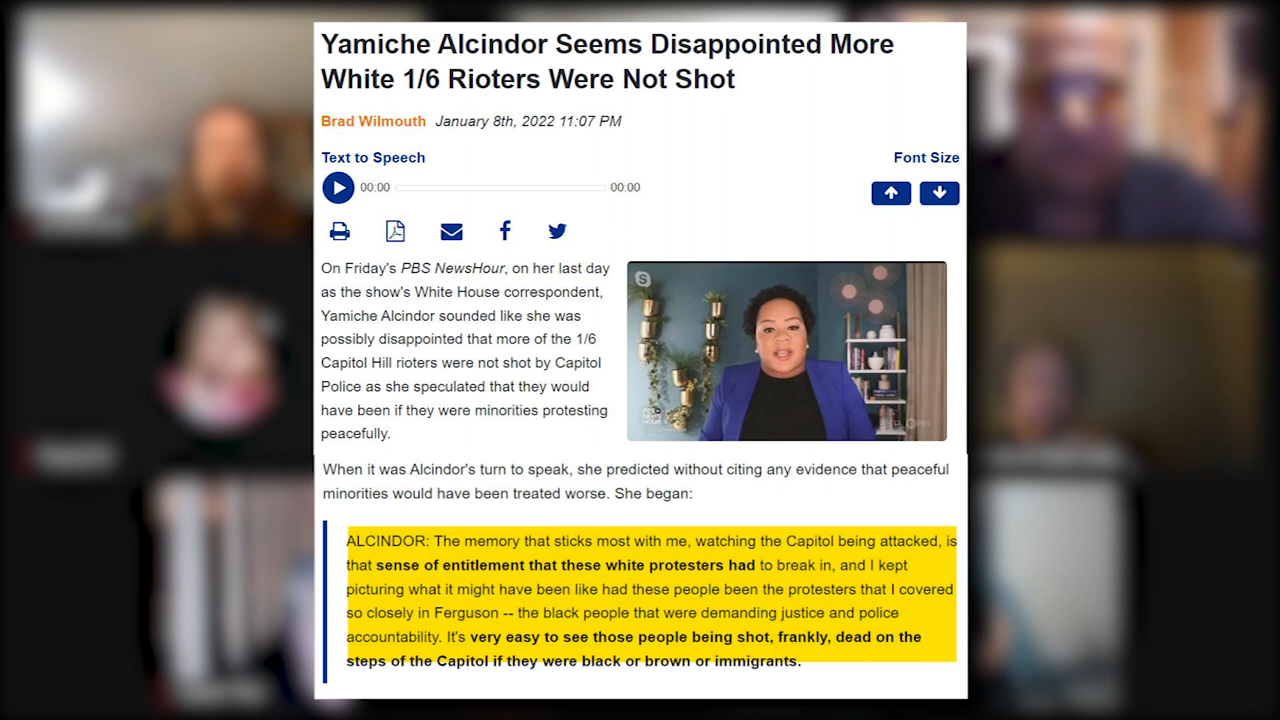 Yamiche Alcindor Seems Disappointed More
White 1/6 Rioters Were Not Shot
Brad Wilmouth January 8th, 2022 11:07 PM
Text to Speech
Font Size
00:00
00:00
On Friday's PBS NewsHour, on her last day
as the show's White House correspondent,
Yamiche Alcindor sounded like she was
possibly disappointed that more of the 1/6
Capitol Hill rioters were not shot by Capitol
Police as she speculated that they would
have been if they were minorities protesting
peacefully.
When it was Alcindor's turn to speak, she predicted without citing any evidence that peaceful
minorities would have been treated worse. She began:
ALCINDOR: The memory that sticks most with me, watching the Capitol being attacked, is
that sense of entitlement that these white protesters had to break in, and I kept
picturing what it might have been like had these people been the protesters that I covered
so closely in Ferguson -- the black people that were demanding justice and police
accountability. It's very easy to see those people being shot, frankly, dead on the
steps of the Capitol if they were black or brown or immigrants.